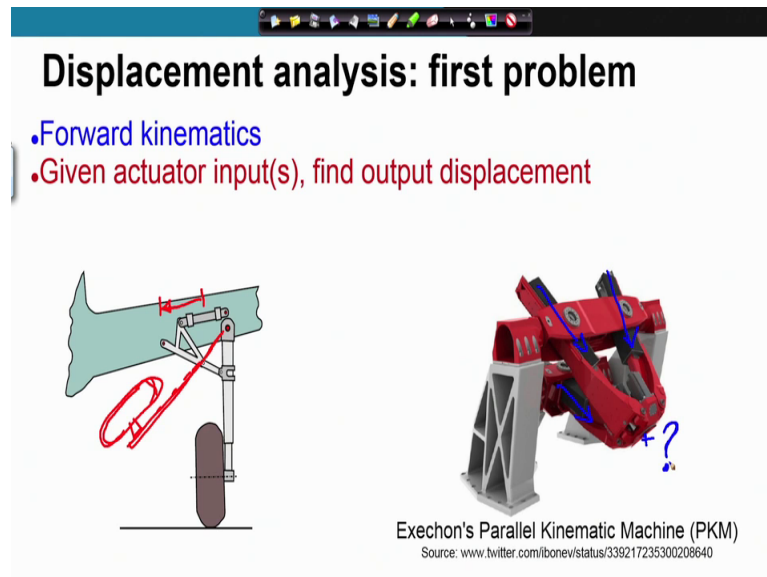 Displacement analysis: first problem
•Forward kinematics
•Given actuator input(s), find output displacement
+ ?
Exechon's Parallel Kinematic Machine (PKM)
Source: www.twitter.com/ibonev/status/339217235300208640